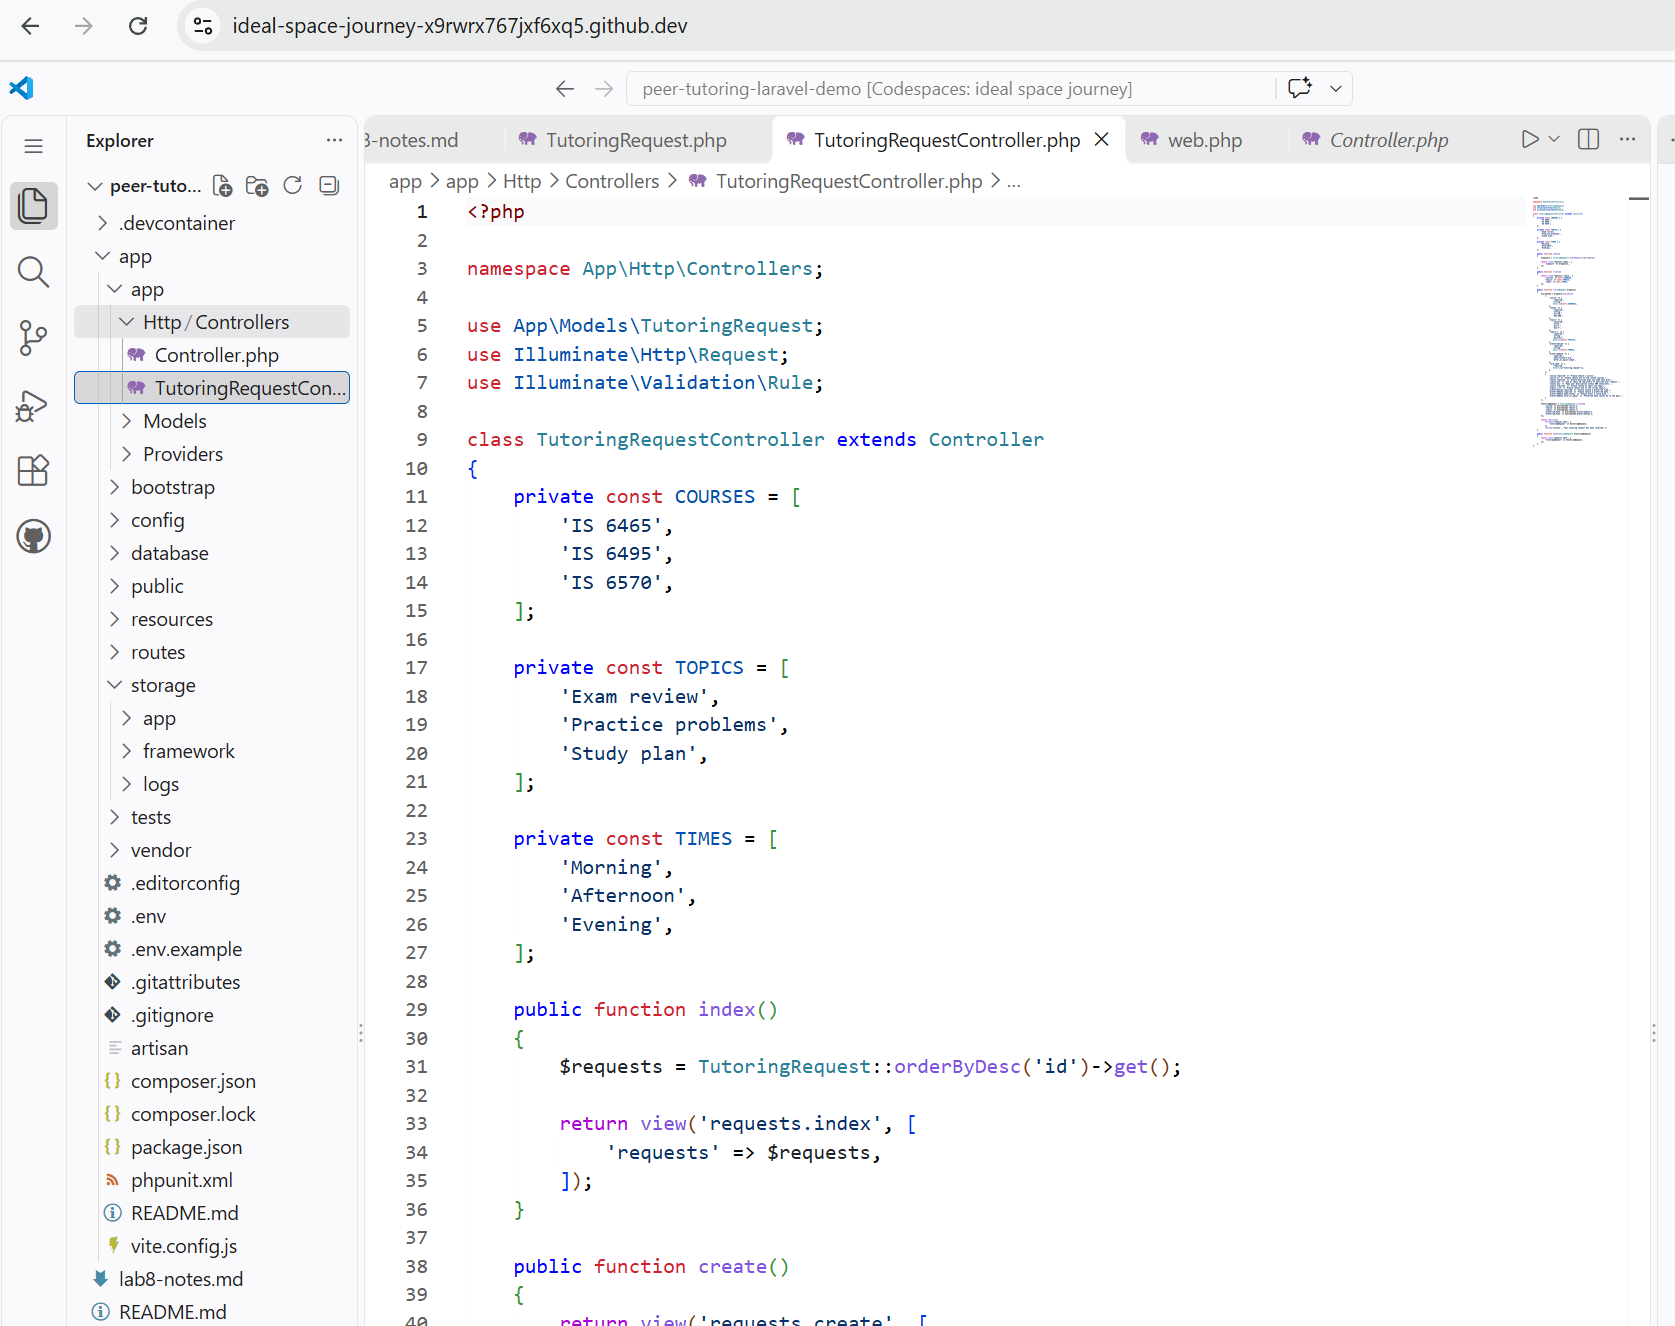 ideal-space-journey-x9rwrx767jxf6xq5.github.dev
peer-tutoring-laravel-demo [Codespaces: ideal space journey]
Explorer
peer-tuto...
.devcontainer
app
app
Http / Controllers
Controller.php
TutoringRequestCon...
Models
Providers
bootstrap
config
database
public
resources
routes
storage
app
framework
logs
tests
vendor
.editorconfig
.env
.env.example
.gitattributes
.gitignore
artisan
composer.json
composer.lock
package.json
phpunit.xml
README.md
vite.config.js
lab8-notes.md
README.md
8-notes.md TutoringRequest.php TutoringRequestController.php web.php Controller.php
app > app > Http > Controllers > TutoringRequestController.php > ...
1 <?php
2
3 namespace App\Http\Controllers;
4
5 use App\Models\TutoringRequest;
6 use Illuminate\Http\Request;
7 use Illuminate\Validation\Rule;
8
9 class TutoringRequestController extends Controller
10 {
11     private const COURSES = [
12         'IS 6465',
13         'IS 6495',
14         'IS 6570',
15     ];
16
17     private const TOPICS = [
18         'Exam review',
19         'Practice problems',
20         'Study plan',
21     ];
22
23     private const TIMES = [
24         'Morning',
25         'Afternoon',
26         'Evening',
27     ];
28
29     public function index()
30     {
31         $requests = TutoringRequest::orderByDesc('id')->get();
32
33         return view('requests.index', [
34             'requests' => $requests,
35         ]);
36     }
37
38     public function create()
39     {
40         return view('requests.create', [